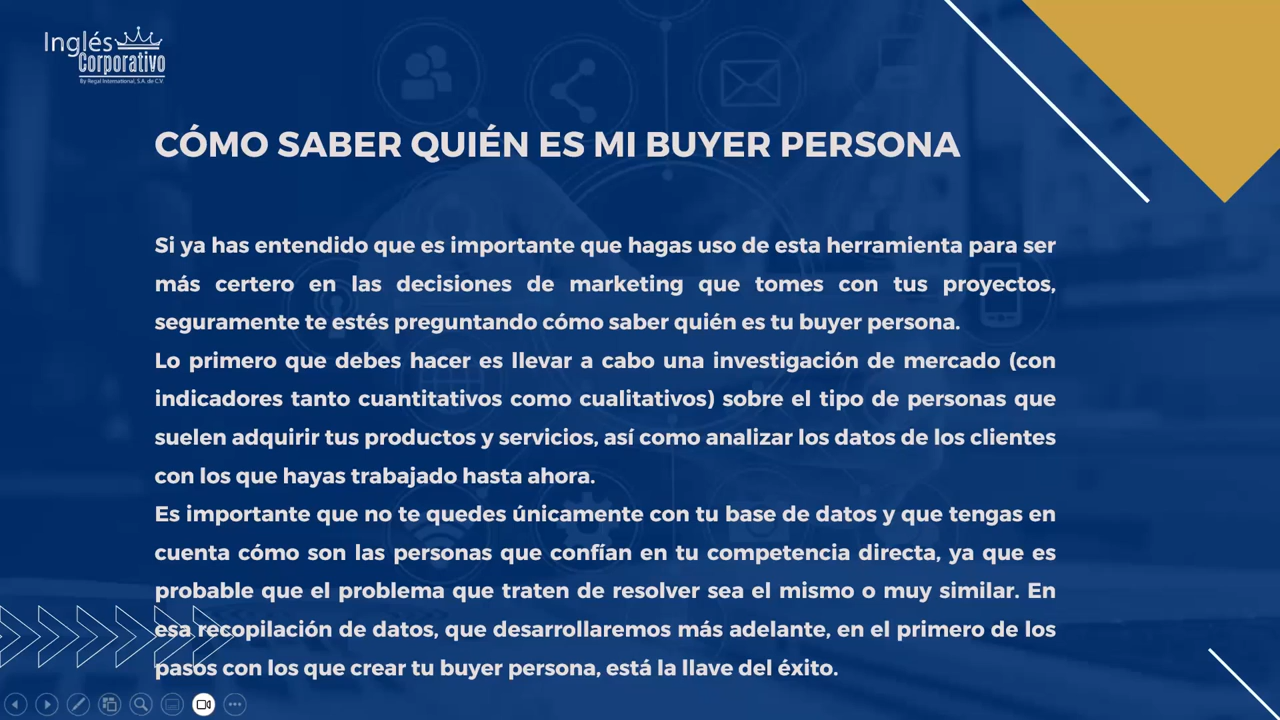 Inglés
Corporativo
By Regal International, S.A. de C.V.
CÓMO SABER QUIÉN ES MI BUYER PERSONA
Si ya has entendido que es importante que hagas uso de esta herramienta para ser
más certero en las decisiones de marketing que tomes con tus proyectos,
seguramente te estés preguntando cómo saber quién es tu buyer persona.
Lo primero que debes hacer es llevar a cabo una investigación de mercado (con
indicadores tanto cuantitativos como cualitativos) sobre el tipo de personas que
suelen adquirir tus productos y servicios, así como analizar los datos de los clientes
con los que hayas trabajado hasta ahora.
Es importante que no te quedes únicamente con tu base de datos y que tengas en
cuenta cómo son las personas que confían en tu competencia directa, ya que es
probable que el problema que traten de resolver sea el mismo o muy similar. En
esa recopilación de datos, que desarrollaremos más adelante, en el primero de los
pasos con los que crear tu buyer persona, está la llave del éxito.